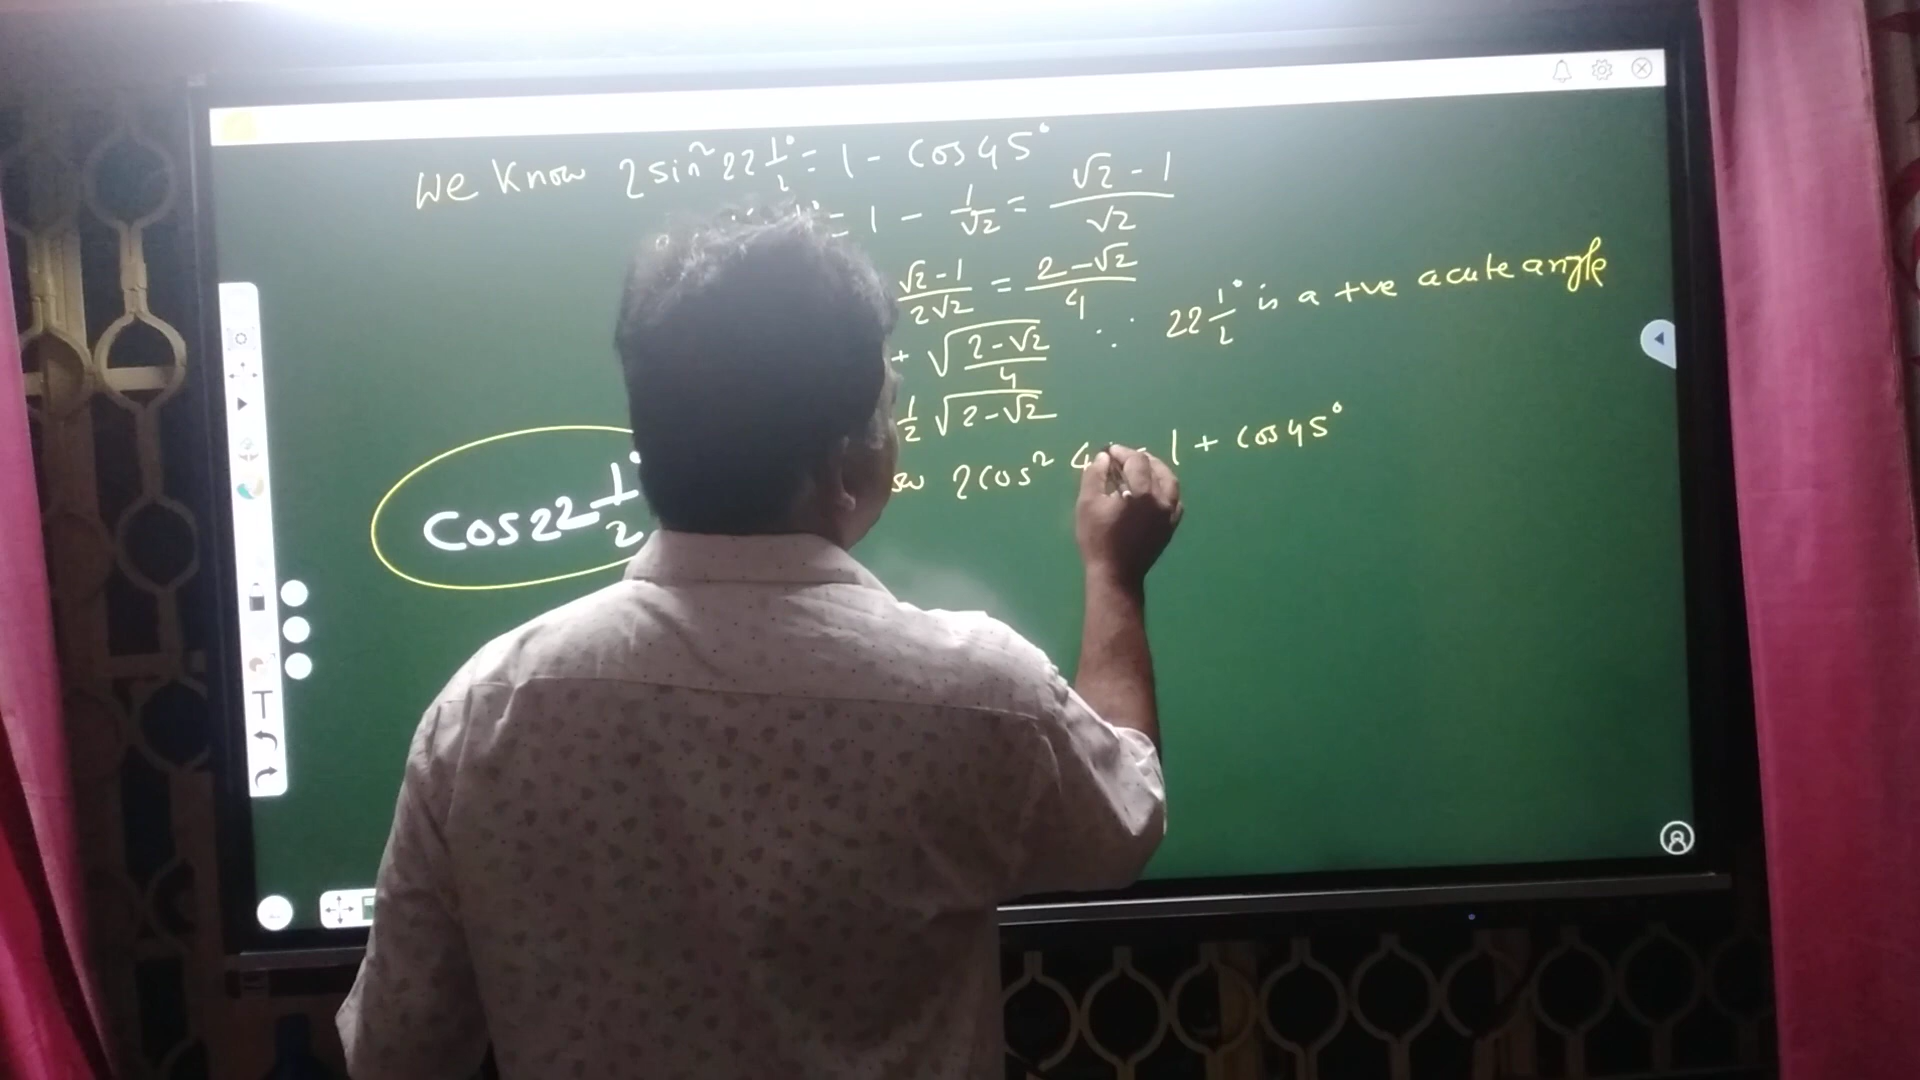 We Know 2sin²22½° = 1 - cos45°
= 1 - 1/√2 = (√2 - 1)/√2
(√2 - 1)/(2√2) = (2 - √2)/4
+ √((2 - √2)/4) ∵ 22½° is a +ve acute angle
½ √(2 - √2)
2cos² 1 + cos45°
cos22½°
T